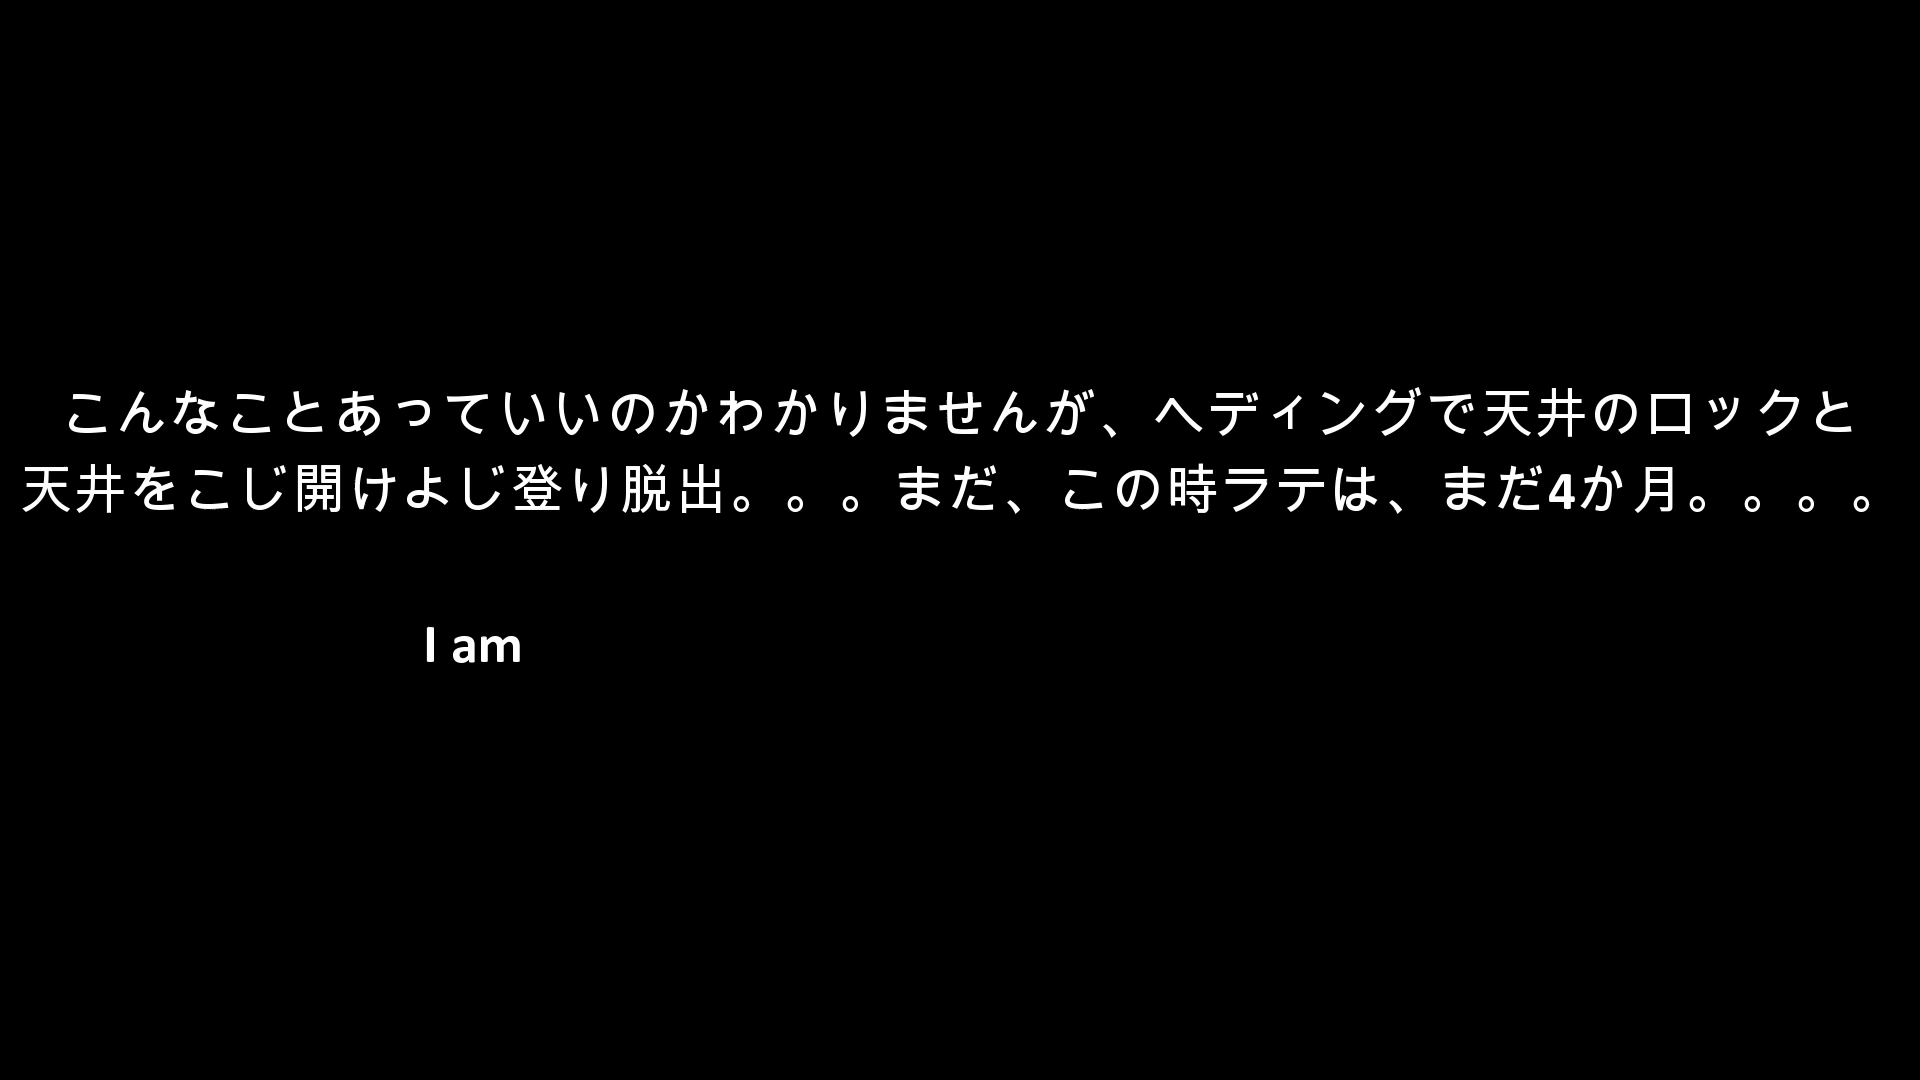 こんなことあっていいのかわかりませんが、ヘディングで天井のロックと
天井をこじ開けよじ登り脱出。。。まだ、この時ラテは、まだ4か月。。。。
I am